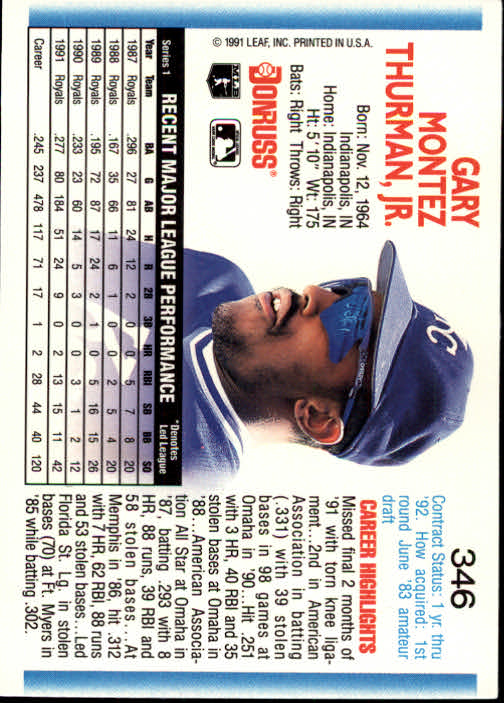 346
Contract Status: 1 yr. thru
'92. How acquired: 1st
round June '83 amateur
draft
CAREER HIGHLIGHTS
Missed final 2 months of
'91 with torn knee liga-
ment...2nd in American
Association in batting
(.331) with 39 stolen
bases in 98 games at
Omaha in '90...Hit .251
with 3 HR, 40 RBI and 35
stolen bases at Omaha in
'88...American Associa-
tion All Star at Omaha in
'87, batting .293 with 8
HR, 88 runs, 39 RBI and
58 stolen bases...At
Memphis in '86, hit .312
with 7 HR, 62 RBI, 88 runs
and 53 stolen bases...Led
Florida St. Lg. in stolen
bases (70) at Ft. Myers in
'85 while batting .302.
GARY
MONTEZ
THURMAN, JR.
Born: Nov. 12, 1964
Indianapolis, IN
Home: Indianapolis, IN
Ht: 5'10" Wt: 175
Bats: Right Throws: Right
DONRUSS®
MLB
© 1991 LEAF, INC. PRINTED IN U.S.A.
Series 1 RECENT MAJOR LEAGUE PERFORMANCE *Denotes Led League
Year Team BA G AB H R 2B 3B HR RBI SB BB SO
1987 Royals .296 27 81 24 12 2 0 0 5 7 8 20
1988 Royals .167 35 66 11 6 1 0 0 2 5 4 20
1989 Royals .195 72 87 17 24 2 1 0 5 16 15 26
1990 Royals .233 23 60 14 5 3 0 0 3 1 2 12
1991 Royals .277 80 184 51 24 9 0 2 13 15 11 42
Career .245 237 478 117 71 17 1 2 28 44 40 120